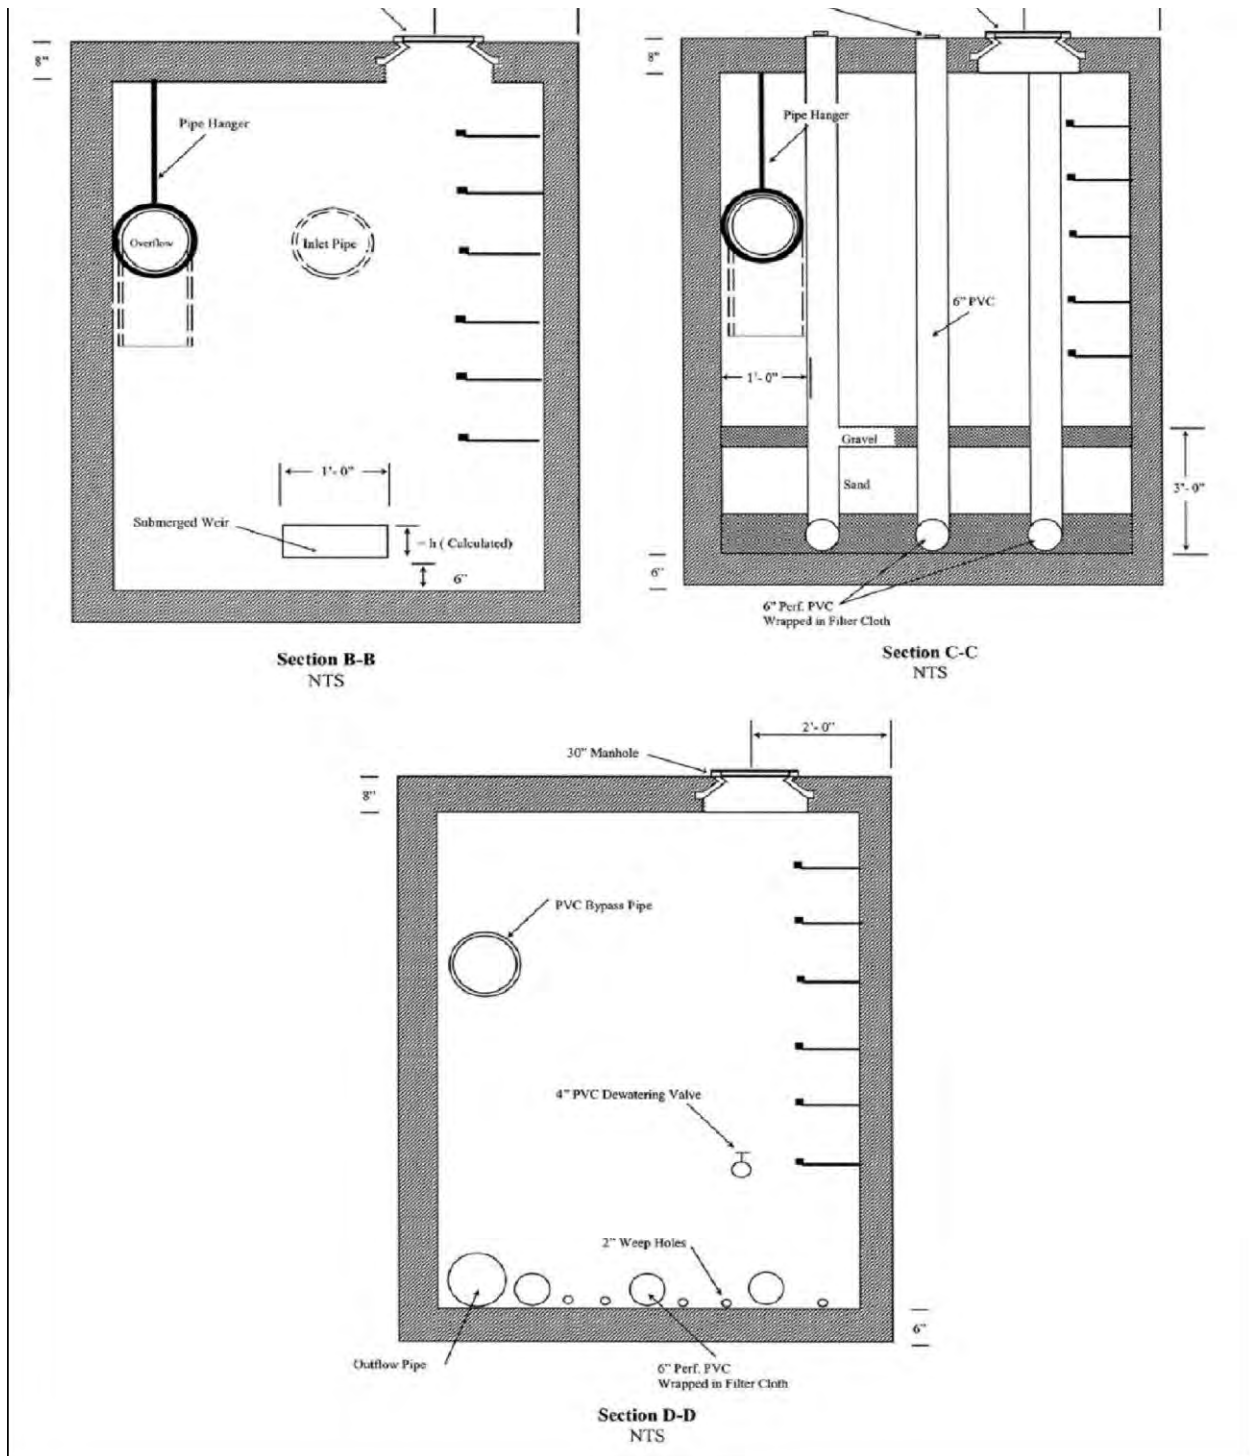 8"
Pipe Hanger
Overflow
Inlet Pipe
1'- 0"
Submerged Weir
= h ( Calculated)
6"
Section B-B
NTS
8"
Pipe Hanger
6" PVC
1'- 0"
Gravel
Sand
3'- 0"
6"
6" Perf. PVC
Wrapped in Filter Cloth
Section C-C
NTS
2'- 0"
30" Manhole
8"
PVC Bypass Pipe
4" PVC Dewatering Valve
2" Weep Holes
6"
Outflow Pipe
6" Perf. PVC
Wrapped in Filter Cloth
Section D-D
NTS